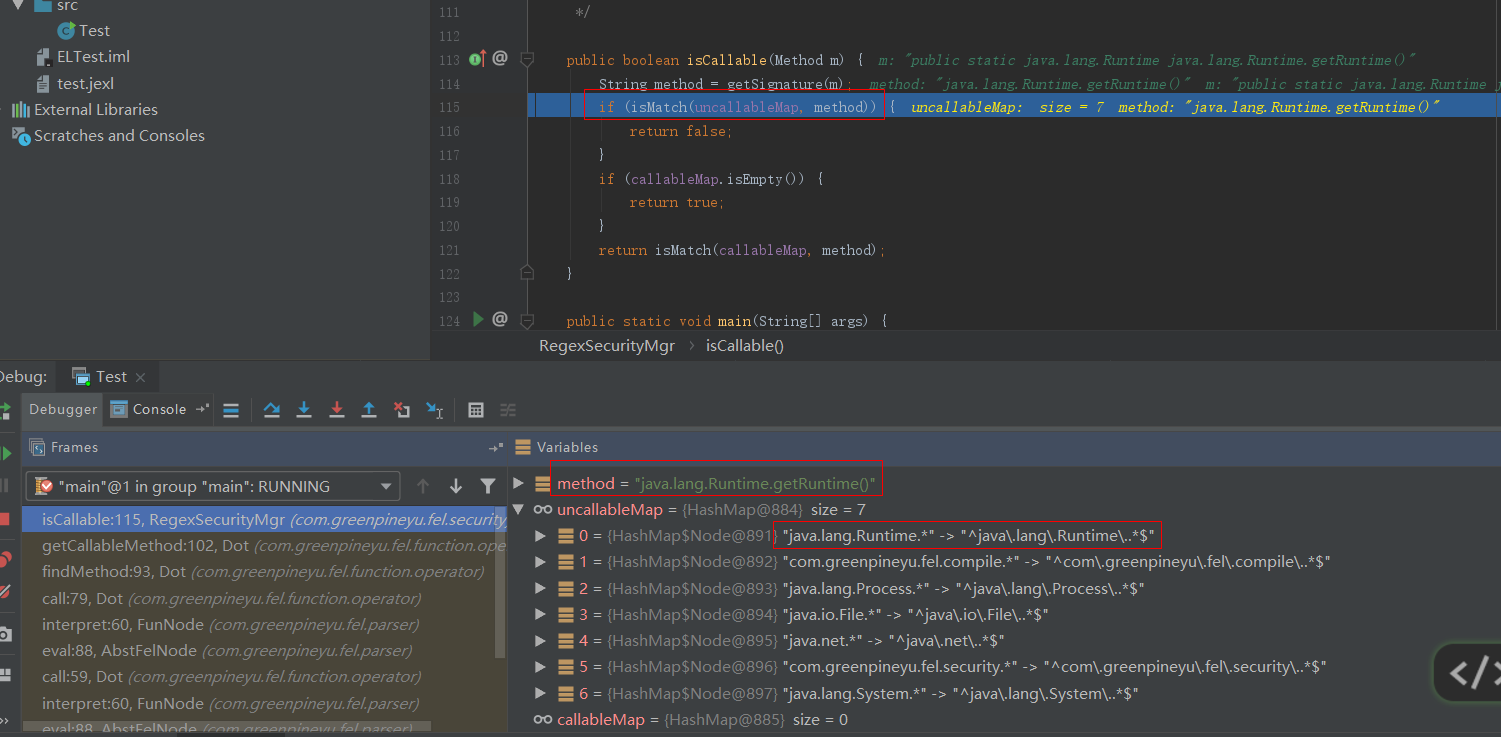 src
Test
ELTest.iml
test.jexl
External Libraries
Scratches and Consoles
111 */
112
113 @ public boolean isCallable(Method m) { m: "public static java.lang.Runtime java.lang.Runtime.getRuntime()"
114 String method = getSignature(m); method: "java.lang.Runtime.getRuntime()" m: "public static java.lang.Runtime j
115 if (isMatch(uncallableMap, method)) { uncallableMap: size = 7 method: "java.lang.Runtime.getRuntime()"
116 return false;
117 }
118 if (callableMap.isEmpty()) {
119 return true;
120 }
121 return isMatch(callableMap, method);
122 }
123
124 @ public static void main(String[] args) {
RegexSecurityMgr › isCallable()
Debug: Test ×
Debugger Console
Frames
Variables
"main"@1 in group "main": RUNNING
isCallable:115, RegexSecurityMgr (com.greenpineyu.fel.security,
getCallableMethod:102, Dot (com.greenpineyu.fel.function.ope
findMethod:93, Dot (com.greenpineyu.fel.function.operator)
call:79, Dot (com.greenpineyu.fel.function.operator)
interpret:60, FunNode (com.greenpineyu.fel.parser)
eval:88, AbstFelNode (com.greenpineyu.fel.parser)
call:59, Dot (com.greenpineyu.fel.function.operator)
interpret:60, FunNode (com.greenpineyu.fel.parser)
eval:88, AbstFelNode (com.greenpineyu.fel.parser)
method = "java.lang.Runtime.getRuntime()"
uncallableMap = {HashMap@884} size = 7
0 = {HashMap$Node@891} "java.lang.Runtime.*" -> "^java\.lang\.Runtime\..*$"
1 = {HashMap$Node@892} "com.greenpineyu.fel.compile.*" -> "^com\.greenpineyu\.fel\.compile\..*$"
2 = {HashMap$Node@893} "java.lang.Process.*" -> "^java\.lang\.Process\..*$"
3 = {HashMap$Node@894} "java.io.File.*" -> "^java\.io\.File\..*$"
4 = {HashMap$Node@895} "java.net.*" -> "^java\.net\..*$"
5 = {HashMap$Node@896} "com.greenpineyu.fel.security.*" -> "^com\.greenpineyu\.fel\.security\..*$"
6 = {HashMap$Node@897} "java.lang.System.*" -> "^java\.lang\.System\..*$"
callableMap = {HashMap@885} size = 0